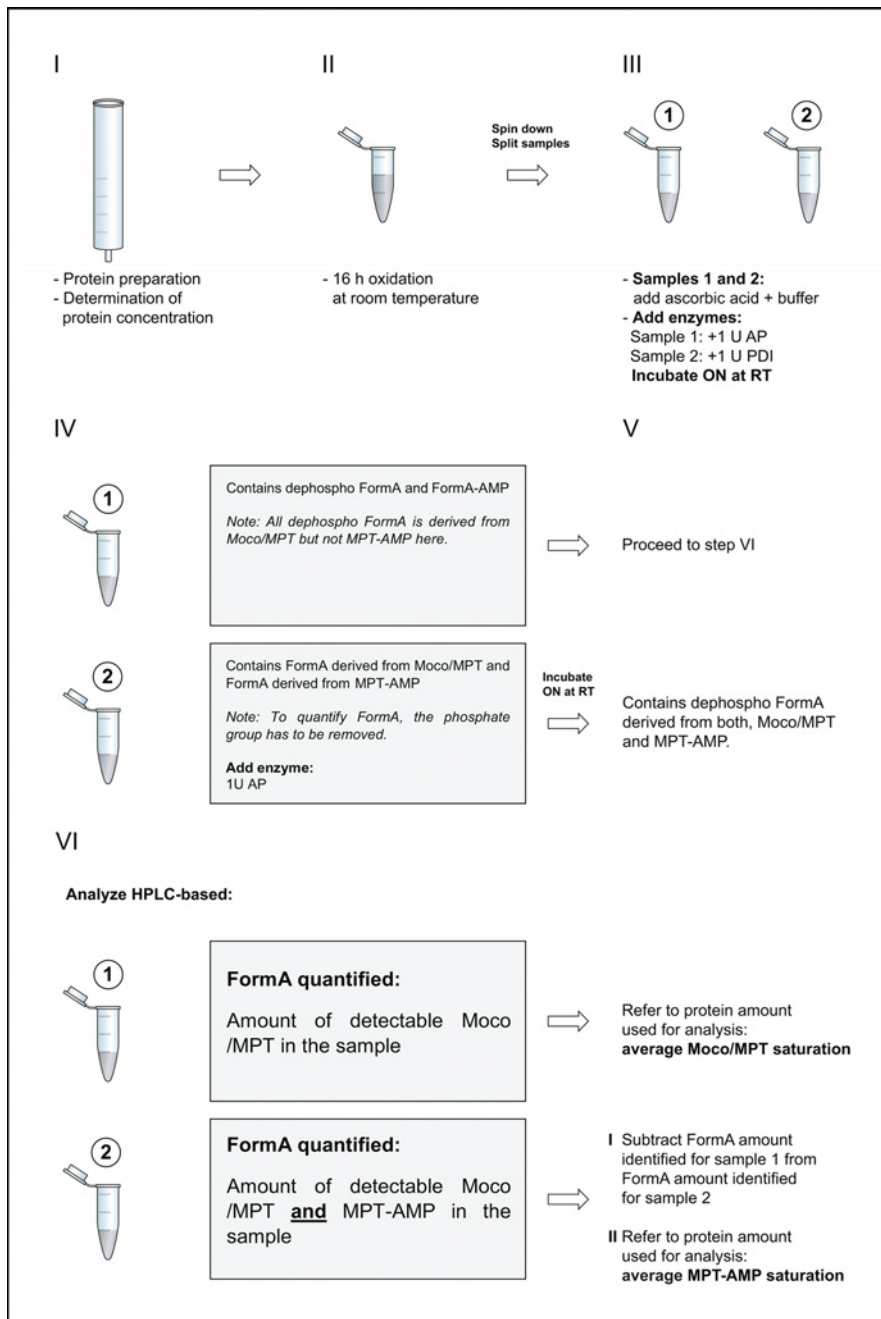 I
II
III
1
2
Spin down
Split samples
- Protein preparation
- Determination of
protein concentration
- 16 h oxidation
at room temperature
- Samples 1 and 2:
add ascorbic acid + buffer
- Add enzymes:
Sample 1: +1 U AP
Sample 2: +1 U PDI
Incubate ON at RT
IV
V
1
Contains dephospho FormA and FormA-AMP
Note: All dephospho FormA is derived from
Moco/MPT but not MPT-AMP here.
Proceed to step VI
2
Contains FormA derived from Moco/MPT and
FormA derived from MPT-AMP
Note: To quantify FormA, the phosphate
group has to be removed.
Add enzyme:
1U AP
Incubate
ON at RT
Contains dephospho FormA
derived from both, Moco/MPT
and MPT-AMP.
VI
Analyze HPLC-based:
1
FormA quantified:
Amount of detectable Moco
/MPT in the sample
Refer to protein amount
used for analysis:
average Moco/MPT saturation
2
FormA quantified:
Amount of detectable Moco
/MPT and MPT-AMP in the
sample
I Subtract FormA amount
identified for sample 1 from
FormA amount identified
for sample 2
II Refer to protein amount
used for analysis:
average MPT-AMP saturation